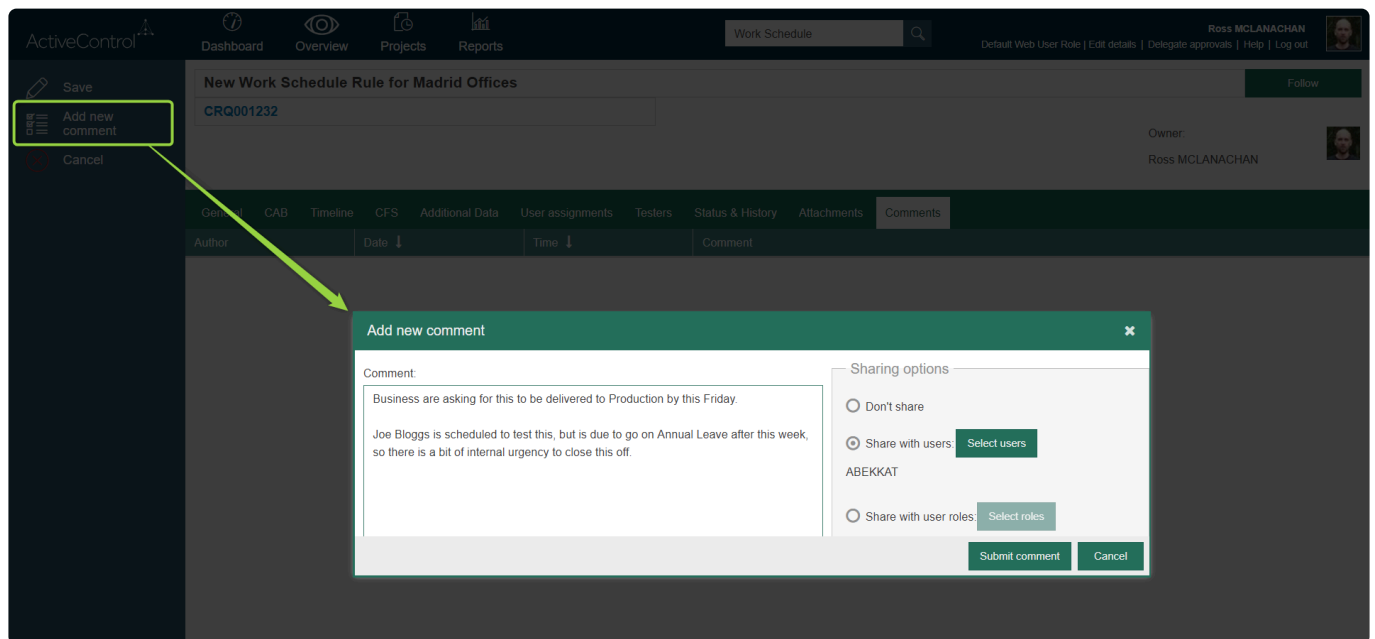 ActiveControl
Dashboard
Overview
Projects
Reports
Work Schedule
Ross MCLANACHAN
Default Web User Role | Edit details | Delegate approvals | Help | Log out
Save
Add new
comment
Cancel
New Work Schedule Rule for Madrid Offices
Follow
CRQ001232
Owner:
Ross MCLANACHAN
General
CAB
Timeline
CFS
Additional Data
User assignments
Testers
Status & History
Attachments
Comments
Author
Date
Time
Comment
Add new comment
Comment:
Business are asking for this to be delivered to Production by this Friday.
Joe Bloggs is scheduled to test this, but is due to go on Annual Leave after this week,
so there is a bit of internal urgency to close this off.
Sharing options
Don't share
Share with users:
Select users
ABEKKAT
Share with user roles:
Select roles
Submit comment
Cancel